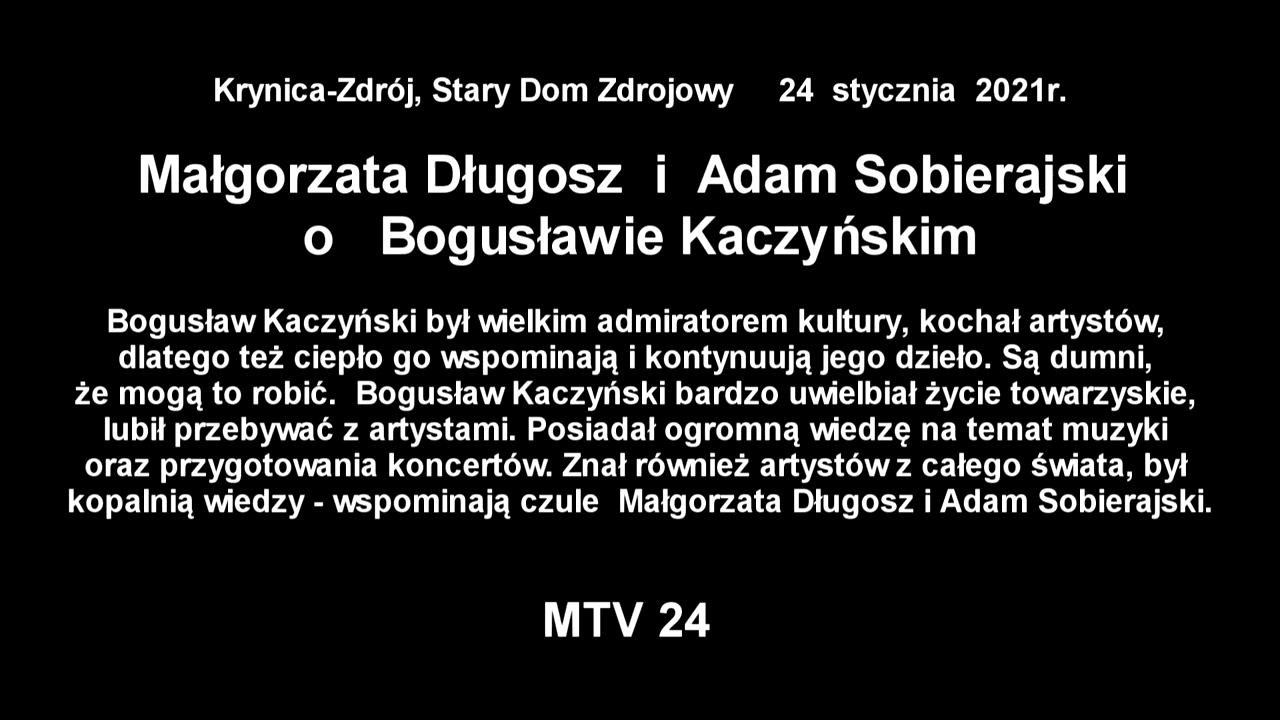 Krynica-Zdrój, Stary Dom Zdrojowy 24 stycznia 2021r.
Małgorzata Długosz i Adam Sobierajski
o Bogusławie Kaczyńskim
Bogusław Kaczyński był wielkim admiratorem kultury, kochał artystów,
dlatego też ciepło go wspominają i kontynuują jego dzieło. Są dumni,
że mogą to robić. Bogusław Kaczyński bardzo uwielbiał życie towarzyskie,
lubił przebywać z artystami. Posiadał ogromną wiedzę na temat muzyki
oraz przygotowania koncertów. Znał również artystów z całego świata, był
kopalnią wiedzy - wspominają czule Małgorzata Długosz i Adam Sobierajski.
MTV 24